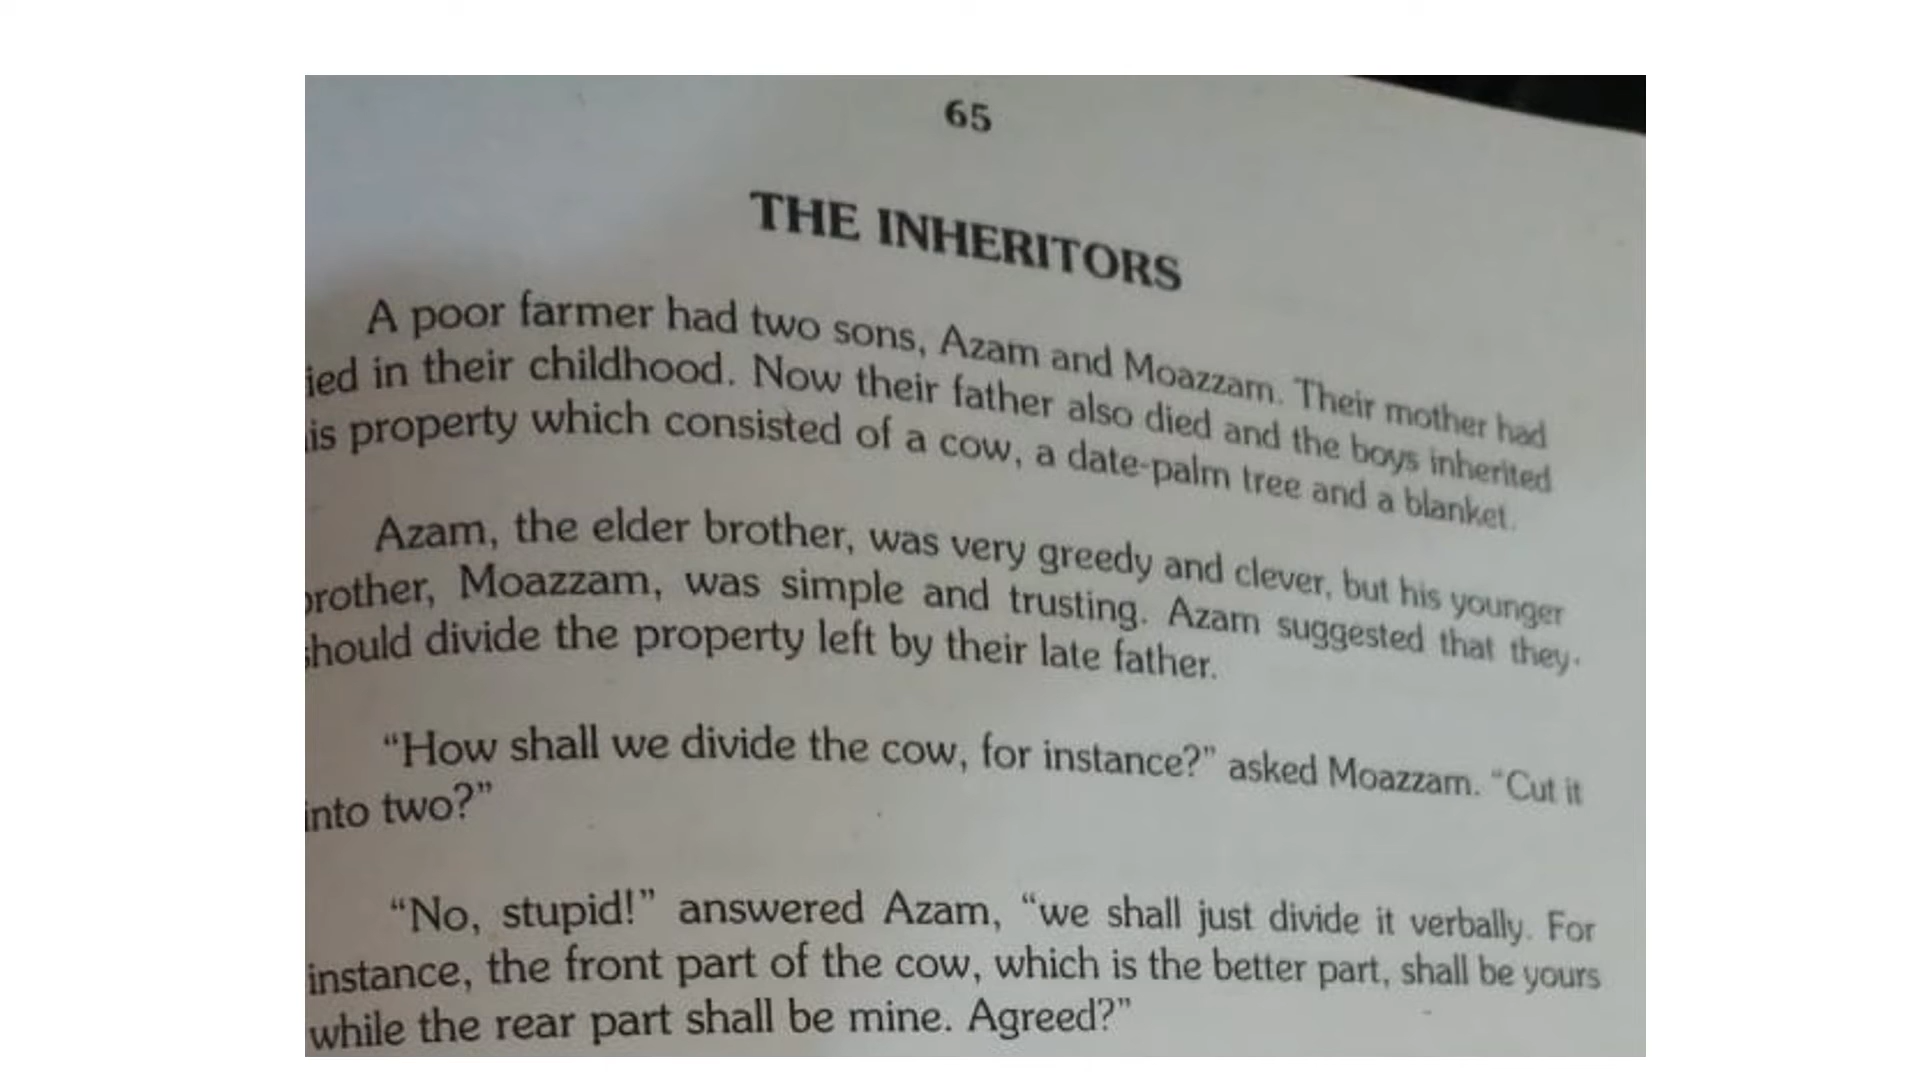 65
THE INHERITORS
A poor farmer had two sons, Azam and Moazzam. Their mother had
ied in their childhood. Now their father also died and the boys inherited
is property which consisted of a cow, a date-palm tree and a blanket.
Azam, the elder brother, was very greedy and clever, but his younger
brother, Moazzam, was simple and trusting. Azam suggested that they
should divide the property left by their late father.
“How shall we divide the cow, for instance?” asked Moazzam. “Cut it
into two?”
“No, stupid!” answered Azam, “we shall just divide it verbally. For
instance, the front part of the cow, which is the better part, shall be yours
while the rear part shall be mine. Agreed?”